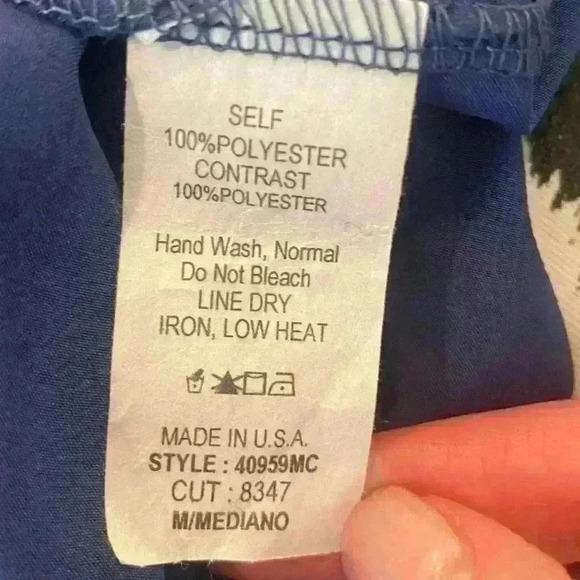 SELF
100%POLYESTER
CONTRAST
100%POLYESTER
Hand Wash, Normal
Do Not Bleach
LINE DRY
IRON, LOW HEAT
MADE IN U.S.A.
STYLE : 40959MC
CUT : 8347
M/MEDIANO